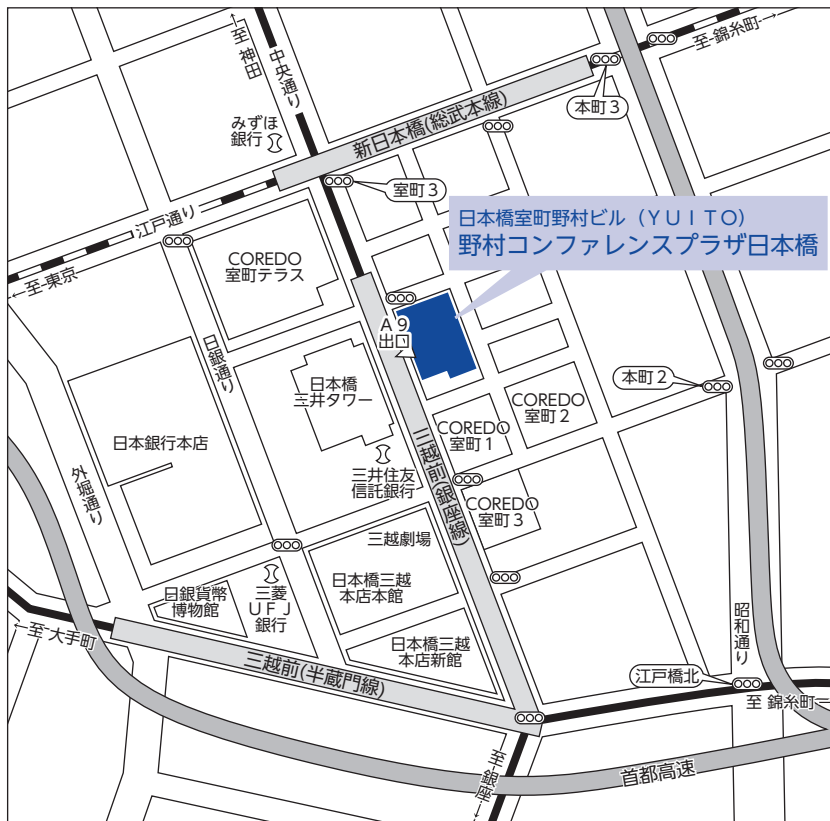 ←至 神田
中央通り
至 錦糸町→
本町3
みずほ
銀行
新日本橋(総武本線)
室町3
江戸通り
←至 東京
日本橋室町野村ビル（ＹＵＩＴＯ）
野村コンファレンスプラザ日本橋
COREDO
室町テラス
A9
出口
日銀通り
日本橋
三井タワー
本町2
COREDO
室町2
COREDO
室町1
日本銀行本店
外堀通り
三井住友
信託銀行
三越前(銀座線)
COREDO
室町3
三越劇場
日本橋三越
本店本館
日銀貨幣
博物館
三菱
ＵＦＪ
銀行
昭和通り
←至 大手町
日本橋三越
本店新館
三越前(半蔵門線)
江戸橋北
至 錦糸町→
首都高速
←至 銀座